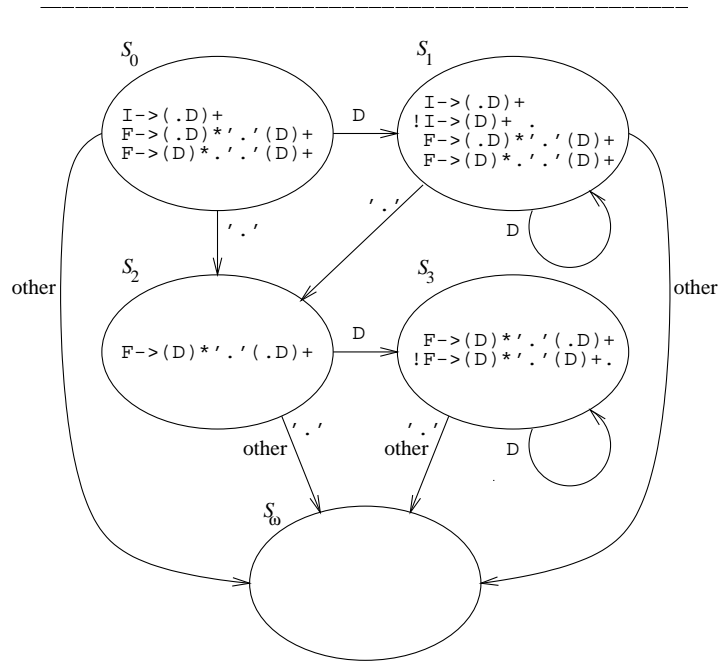 S0
S1
I->(.D)+
F->(.D)*'.'(D)+
F->(D)*.'.'(D)+
D
I->(.D)+
!I->(D)+ .
F->(.D)*'.'(D)+
F->(D)*.'.'(D)+
'.'
'.'
D
other
S2
S3
other
F->(D)*'.'(.D)+
D
F->(D)*'.'(.D)+
!F->(D)*'.'(D)+.
'.'
other
'.'
other
D
Sω